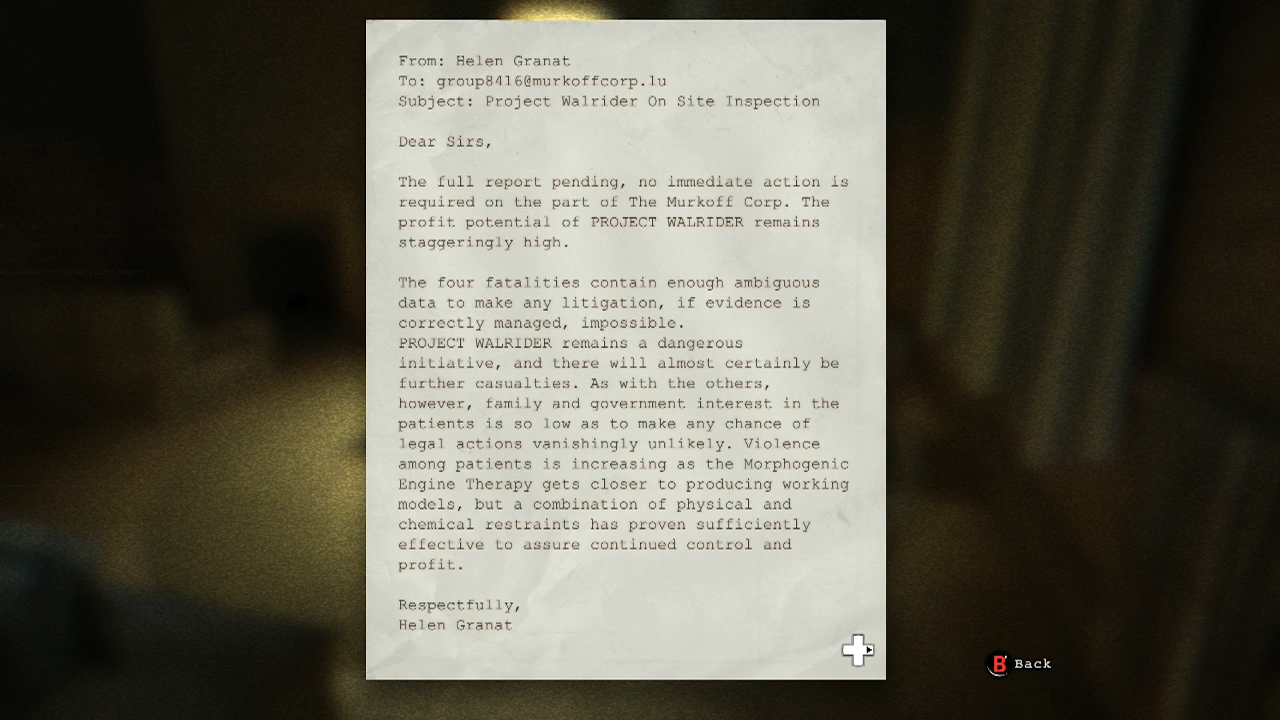 From: Helen Granat
To: group8416@murkoffcorp.lu
Subject: Project Walrider On Site Inspection
Dear Sirs,
The full report pending, no immediate action is
required on the part of The Murkoff Corp. The
profit potential of PROJECT WALRIDER remains
staggeringly high.
The four fatalities contain enough ambiguous
data to make any litigation, if evidence is
correctly managed, impossible.
PROJECT WALRIDER remains a dangerous
initiative, and there will almost certainly be
further casualties. As with the others,
however, family and government interest in the
patients is so low as to make any chance of
legal actions vanishingly unlikely. Violence
among patients is increasing as the Morphogenic
Engine Therapy gets closer to producing working
models, but a combination of physical and
chemical restraints has proven sufficiently
effective to assure continued control and
profit.
Respectfully,
Helen Granat
B Back